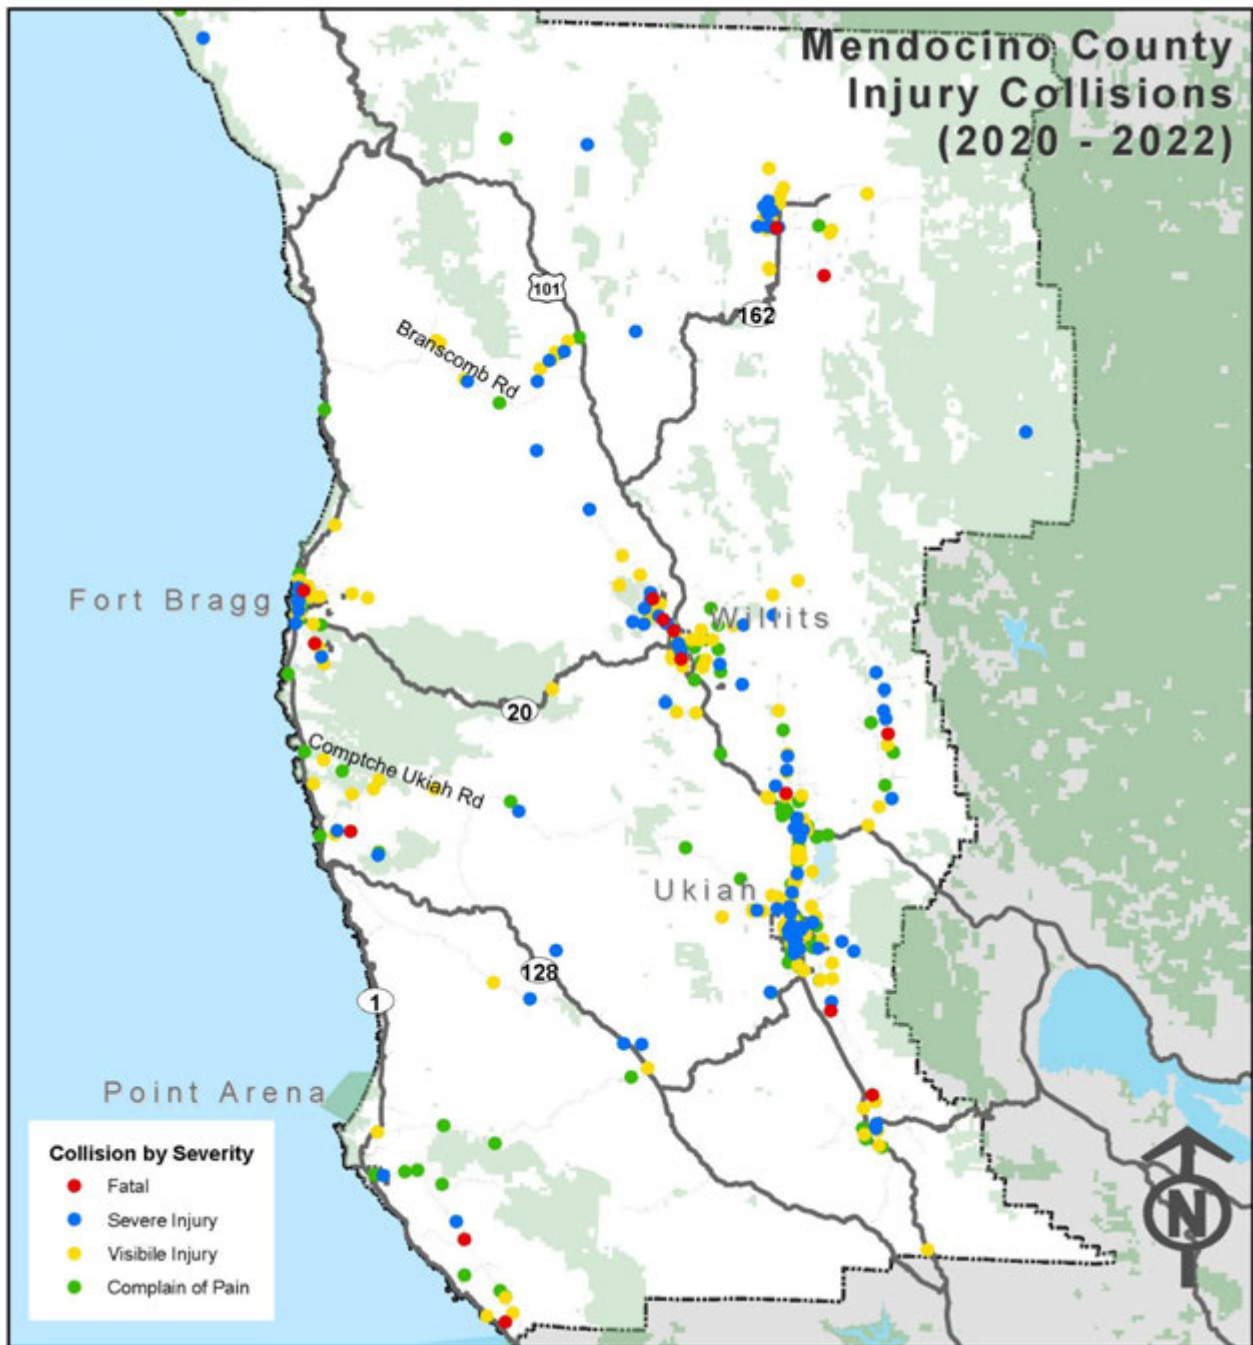 Mendocino County
Injury Collisions
(2020 - 2022)
101
162
Branscomb Rd
Fort Bragg
Willits
20
Comptche Ukiah Rd
Ukiah
128
1
Point Arena
Collision by Severity
Fatal
Severe Injury
Visibile Injury
Complain of Pain
N